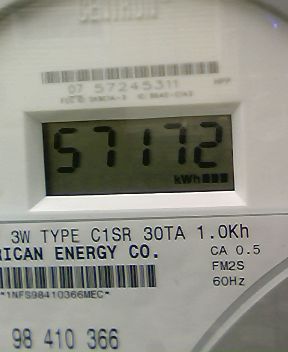 CENTRON
07 57245311
57172
kWh
3W TYPE C1SR 30TA 1.0Kh
RICAN ENERGY CO.
CA 0.5
FM2S
60Hz
*1NFS98410366MEC*
98 410 366